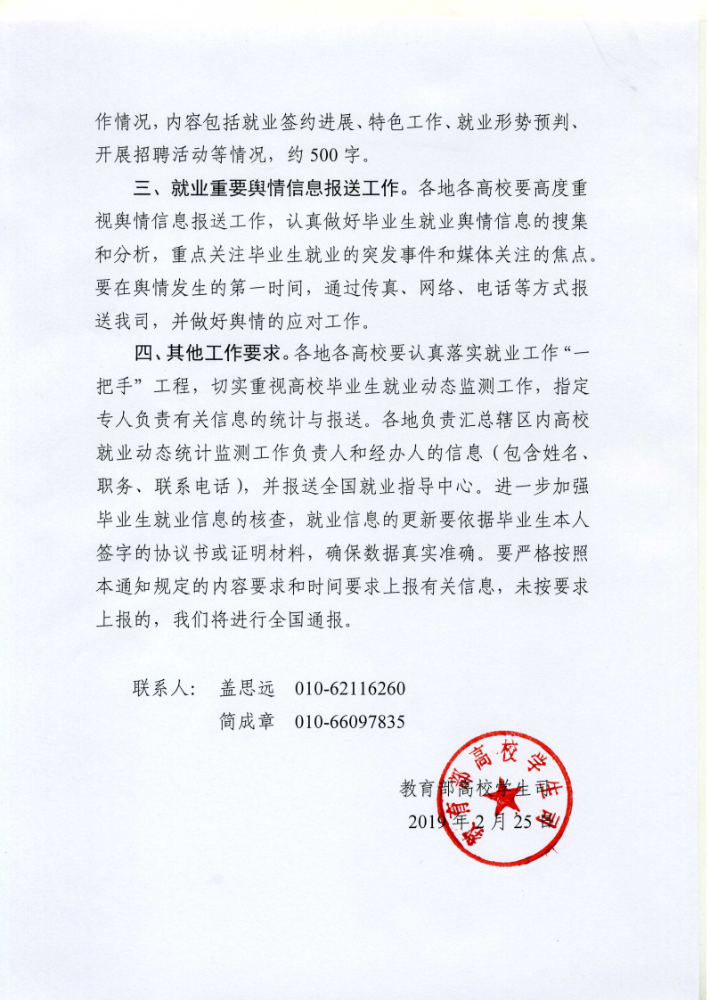 作情况，内容包括就业签约进展、特色工作、就业形势预判、
开展招聘活动等情况，约 500 字。
三、就业重要舆情信息报送工作。各地各高校要高度重
视舆情信息报送工作，认真做好毕业生就业舆情信息的搜集
和分析，重点关注毕业生就业的突发事件和媒体关注的焦点。
要在舆情发生的第一时间，通过传真、网络、电话等方式报
送我司，并做好舆情的应对工作。
四、其他工作要求。各地各高校要认真落实就业工作“一
把手”工程，切实重视高校毕业生就业动态监测工作，指定
专人负责有关信息的统计与报送。各地负责汇总辖区内高校
就业动态统计监测工作负责人和经办人的信息（包含姓名、
职务、联系电话），并报送全国就业指导中心。进一步加强
毕业生就业信息的核查，就业信息的更新要依据毕业生本人
签字的协议书或证明材料，确保数据真实准确。要严格按照
本通知规定的内容要求和时间要求上报有关信息，未按要求
上报的，我们将进行全国通报。
联系人： 盖思远 010-62116260
简成章 010-66097835
教育部高校学生司
2019 年 2 月 25 日
教育部高校学生司